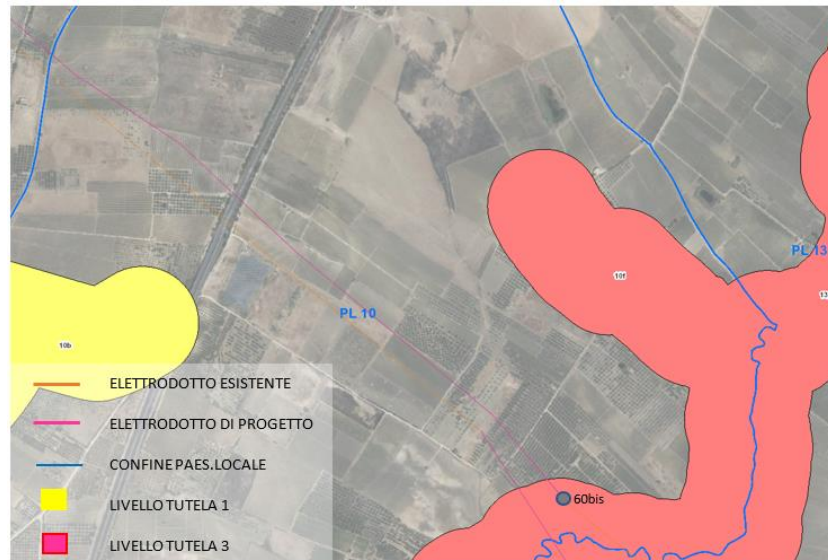 10f
PL 13
13
PL 10
10b
ELETTRODOTTO ESISTENTE
ELETTRODOTTO DI PROGETTO
CONFINE PAES.LOCALE
LIVELLO TUTELA 1
60bis
LIVELLO TUTELA 3